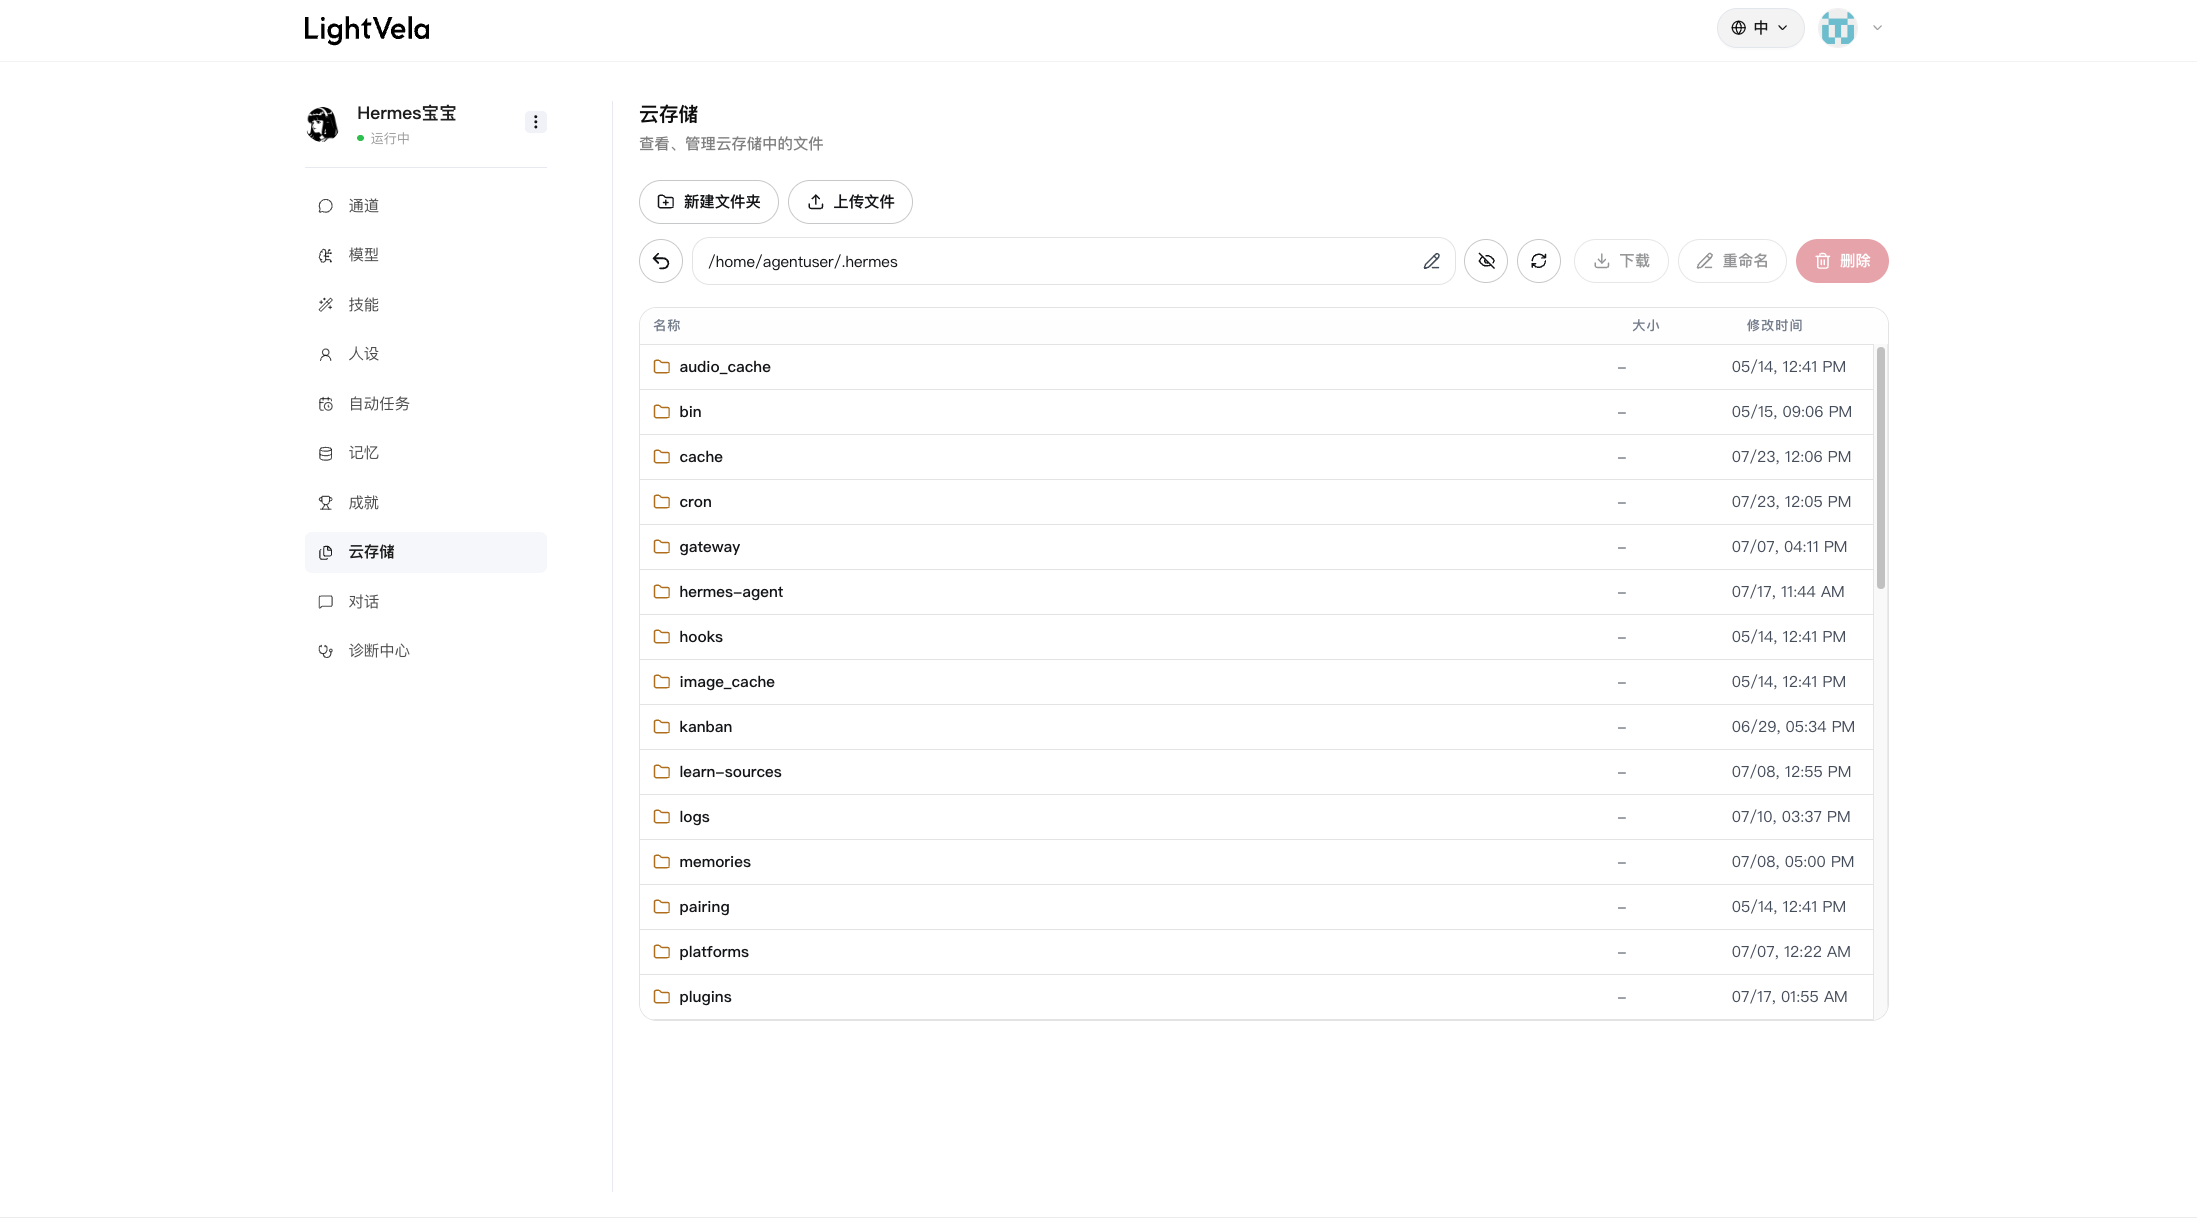 LightVela
中
Hermes宝宝
运行中
通道
模型
技能
人设
自动任务
记忆
成就
云存储
对话
诊断中心
云存储
查看、管理云存储中的文件
新建文件夹 上传文件
/home/agentuser/.hermes 下载 重命名 删除
名称 大小 修改时间
audio_cache – 05/14, 12:41 PM
bin – 05/15, 09:06 PM
cache – 07/23, 12:06 PM
cron – 07/23, 12:05 PM
gateway – 07/07, 04:11 PM
hermes-agent – 07/17, 11:44 AM
hooks – 05/14, 12:41 PM
image_cache – 05/14, 12:41 PM
kanban – 06/29, 05:34 PM
learn-sources – 07/08, 12:55 PM
logs – 07/10, 03:37 PM
memories – 07/08, 05:00 PM
pairing – 05/14, 12:41 PM
platforms – 07/07, 12:22 AM
plugins – 07/17, 01:55 AM